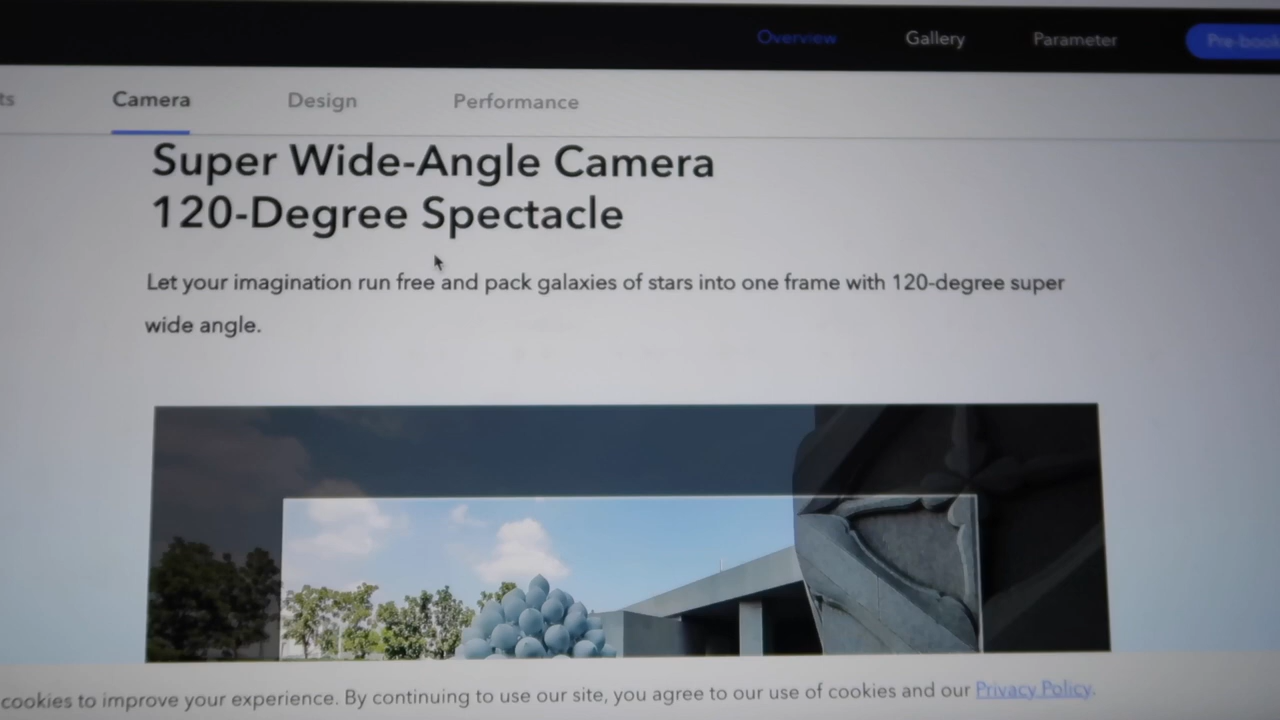 Overview Gallery Parameter Pre-book
ts Camera Design Performance
Super Wide-Angle Camera
120-Degree Spectacle
Let your imagination run free and pack galaxies of stars into one frame with 120-degree super
wide angle.
cookies to improve your experience. By continuing to use our site, you agree to our use of cookies and our Privacy Policy.